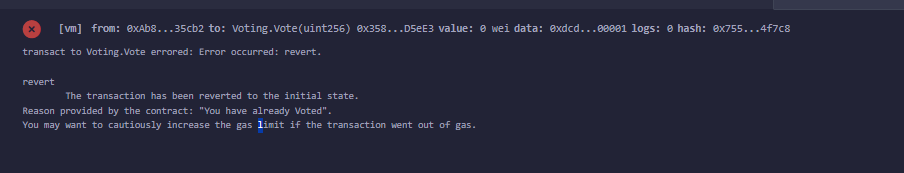 [vm] from: 0xAb8...35cb2 to: Voting.Vote(uint256) 0x358...D5eE3 value: 0 wei data: 0xdcd...00001 logs: 0 hash: 0x755...4f7c8
transact to Voting.Vote errored: Error occurred: revert.
revert
The transaction has been reverted to the initial state.
Reason provided by the contract: "You have already Voted".
You may want to cautiously increase the gas limit if the transaction went out of gas.